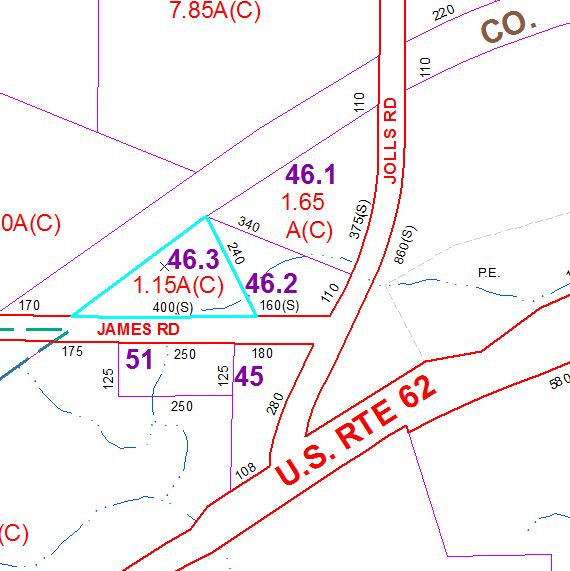 7.85A(C)
220
CO.
110
110
JOLLS RD
46.1
1.65
A(C)
0A(C)
340
375(S)
860(S)
240
46.3
1.15A(C)
46.2
P.E.
170
400(S)
160(S)
110
JAMES RD
175
51
250
180
125
125
45
250
280
U.S. RTE 62
580
108
(C)